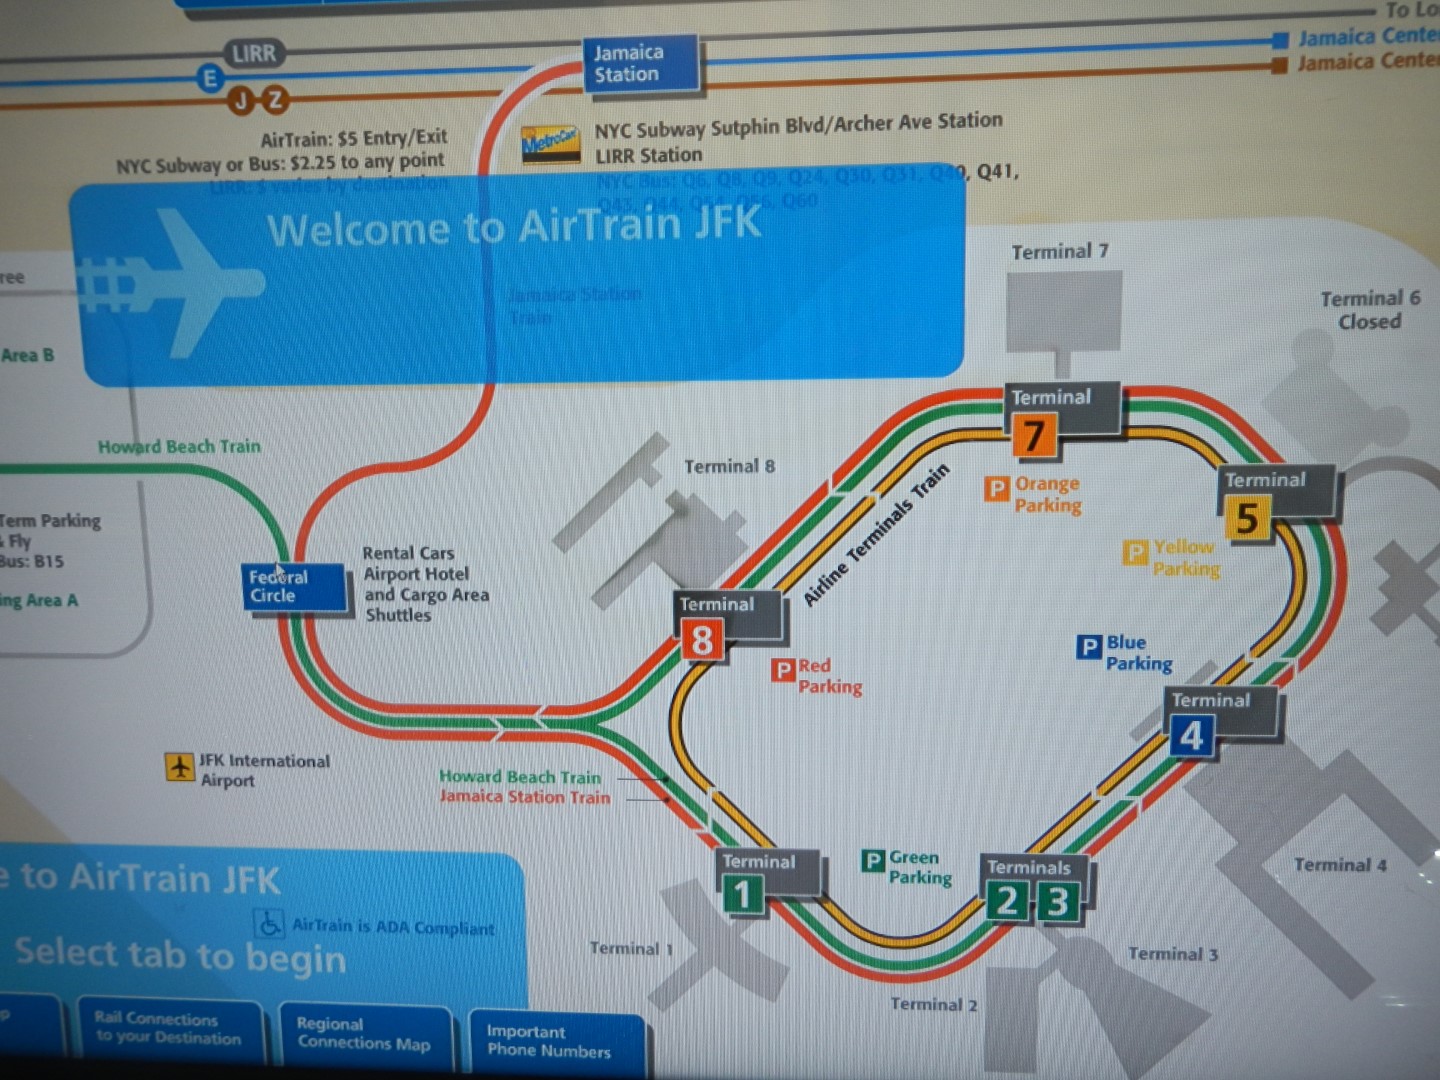 To Lo
LIRR
Jamaica
Station
E
Jamaica Cente
J Z
Jamaica Center
AirTrain: $5 Entry/Exit
NYC Subway or Bus: $2.25 to any point
LIRR: $ varies by destination
MetroCard
NYC Subway Sutphin Blvd/Archer Ave Station
LIRR Station
NYC Bus: Q6, Q8, Q9, Q24, Q30, Q31, Q40, Q41,
Q43, Q44, Q54, Q56, Q60
Welcome to AirTrain JFK
Jamaica Station
Train
Terminal 7
Terminal 6
Closed
ree
Area B
Howard Beach Train
Terminal
7
P Orange
Parking
Terminal 8
Terminal
5
P Yellow
Parking
Airline Terminals Train
Term Parking
& Fly
Bus: B15
ing Area A
Federal
Circle
Rental Cars
Airport Hotel
and Cargo Area
Shuttles
Terminal
8
P Red
Parking
P Blue
Parking
Terminal
4
JFK International
Airport
Howard Beach Train
Jamaica Station Train
Terminal
1
P Green
Parking
Terminals
2 3
Terminal 4
Terminal 1
Terminal 3
Terminal 2
e to AirTrain JFK
AirTrain is ADA Compliant
Select tab to begin
p
Rail Connections
to your Destination
Regional
Connections Map
Important
Phone Numbers